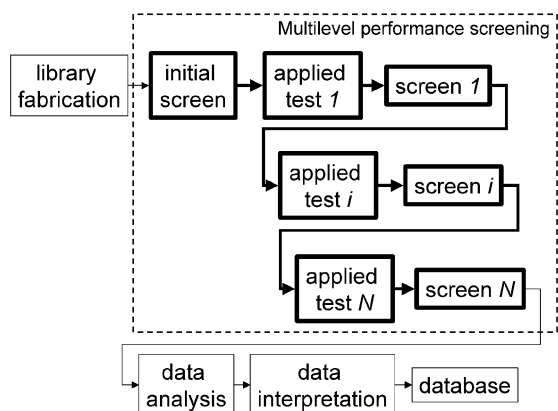 Multilevel performance screening
library
fabrication
initial
screen
applied
test 1
screen 1
applied
test i
screen i
applied
test N
screen N
data
analysis
data
interpretation
database